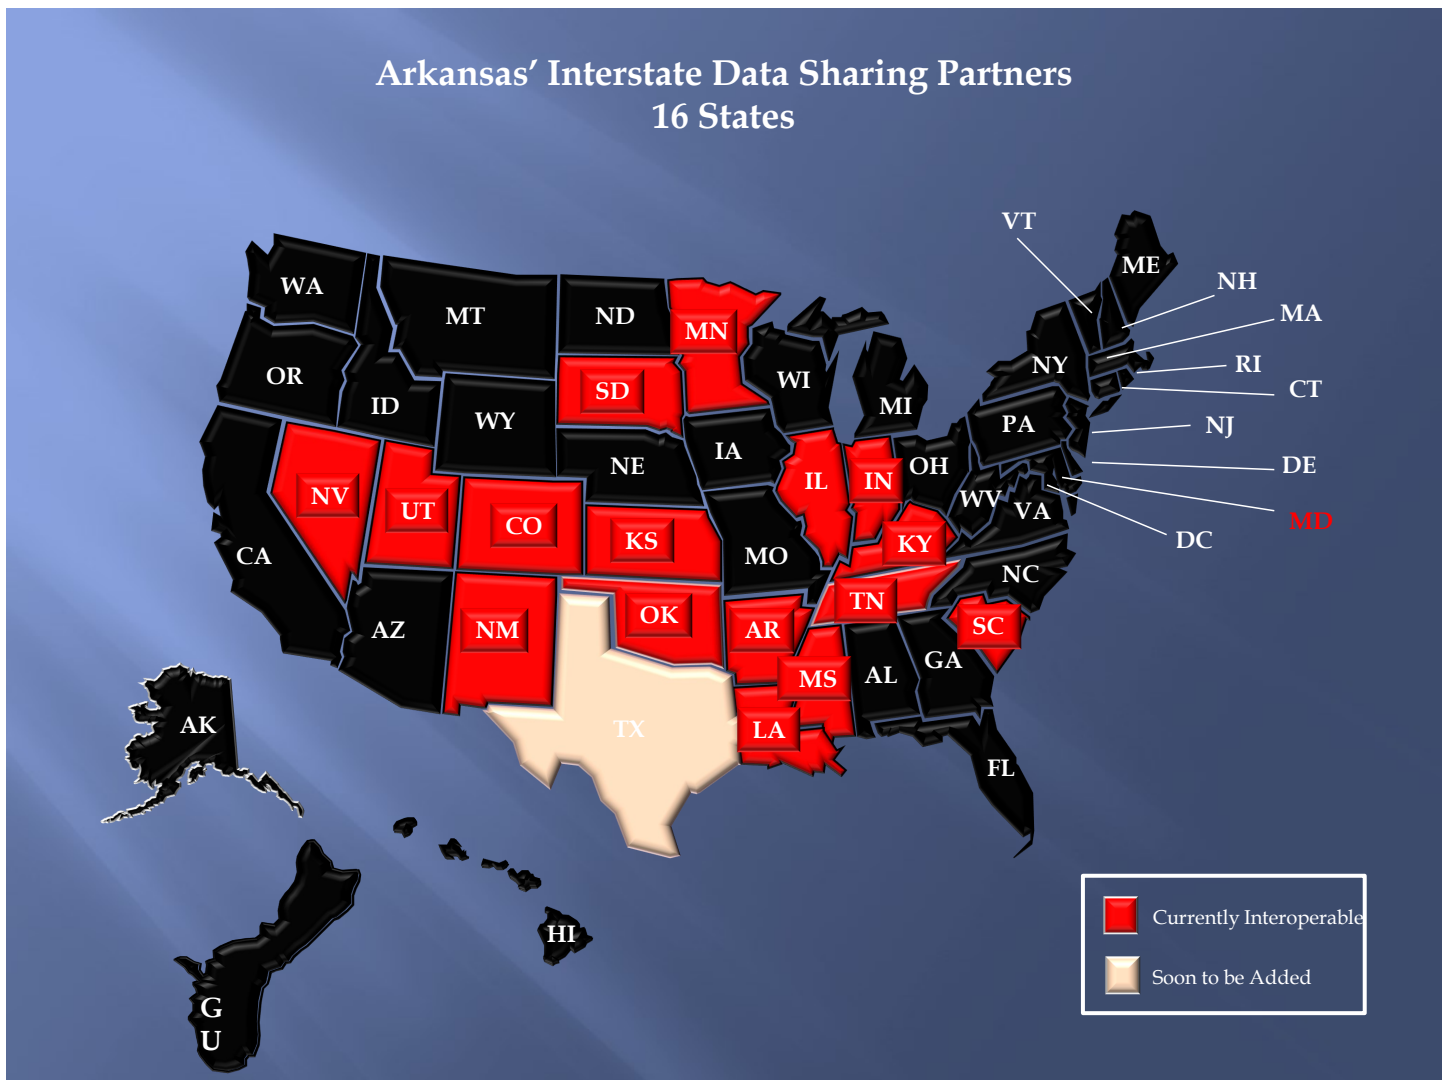 Arkansas’ Interstate Data Sharing Partners
16 States
VT
ME
NH
WA
MA
MT
ND
MN
NY
RI
OR
WI
CT
SD
ID
MI
WY
PA
NJ
IA
NE
OH
DE
IL
IN
NV
WV
UT
VA
MD
CO
KS
KY
DC
CA
MO
NC
TN
OK
AZ
NM
AR
SC
GA
AL
MS
AK
TX
LA
FL
HI
G
U
Currently Interoperable
Soon to be Added